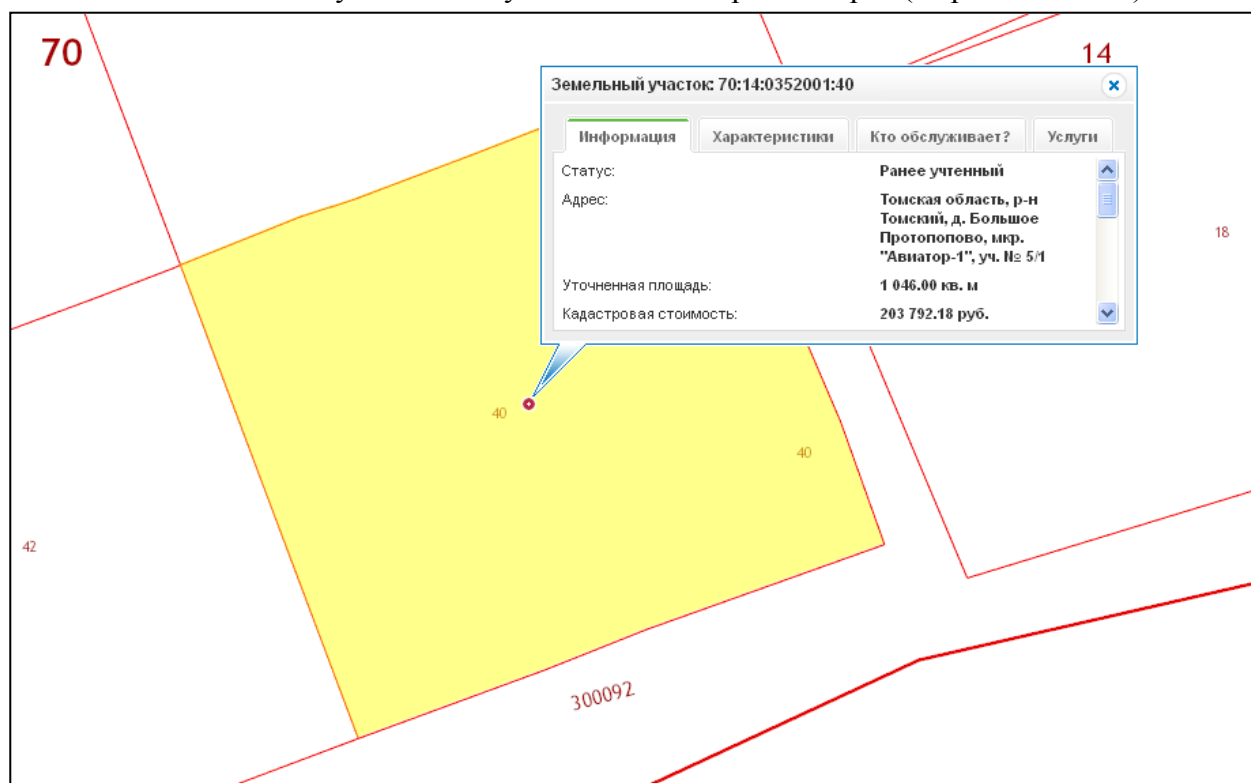 70
14
Земельный участок: 70:14:0352001:40
Информация Характеристики Кто обслуживает? Услуги
Статус: Ранее учтенный
Адрес: Томская область, р-н
Томский, д. Большое
Протопопово, мкр.
"Авиатор-1", уч. № 5/1
Уточненная площадь: 1 046.00 кв. м
Кадастровая стоимость: 203 792.18 руб.
18
40
40
42
300092